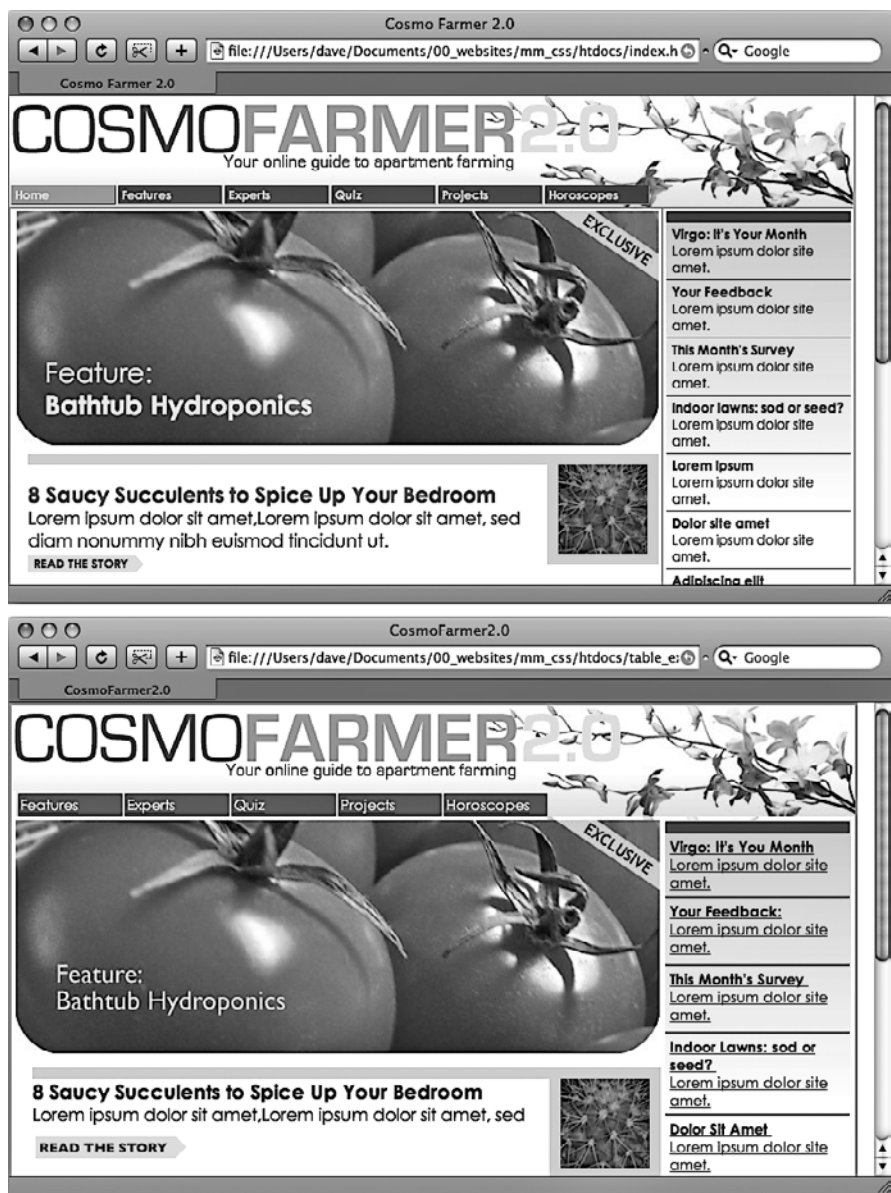 Cosmo Farmer 2.0
file:///Users/dave/Documents/00_websites/mm_css/htdocs/index.h
Google
Cosmo Farmer 2.0
COSMOFARMER2.0
Your online guide to apartment farming
Home Features Experts Quiz Projects Horoscopes
EXCLUSIVE
Feature:
Bathtub Hydroponics
8 Saucy Succulents to Spice Up Your Bedroom
Lorem ipsum dolor sit amet,Lorem ipsum dolor sit amet, sed
diam nonummy nibh euismod tincidunt ut.
READ THE STORY
Virgo: It's Your Month
Lorem ipsum dolor site
amet.
Your Feedback
Lorem ipsum dolor site
amet.
This Month's Survey
Lorem ipsum dolor site
amet.
Indoor lawns: sod or seed?
Lorem ipsum dolor site
amet.
Lorem Ipsum
Lorem ipsum dolor site
amet.
Dolor site amet
Lorem ipsum dolor site
amet.
Adipiscing elit
CosmoFarmer2.0
file:///Users/dave/Documents/00_websites/mm_css/htdocs/table_e
Google
CosmoFarmer2.0
COSMOFARMER2.0
Your online guide to apartment farming
Features Experts Quiz Projects Horoscopes
EXCLUSIVE
Feature:
Bathtub Hydroponics
8 Saucy Succulents to Spice Up Your Bedroom
Lorem ipsum dolor sit amet,Lorem ipsum dolor sit amet, sed
READ THE STORY
Virgo: It's You Month
Lorem ipsum dolor site
amet.
Your Feedback:
Lorem ipsum dolor site
amet.
This Month's Survey
Lorem ipsum dolor site
amet.
Indoor Lawns: sod or
seed?
Lorem ipsum dolor site
amet.
Dolor Sit Amet
Lorem ipsum dolor site
amet.